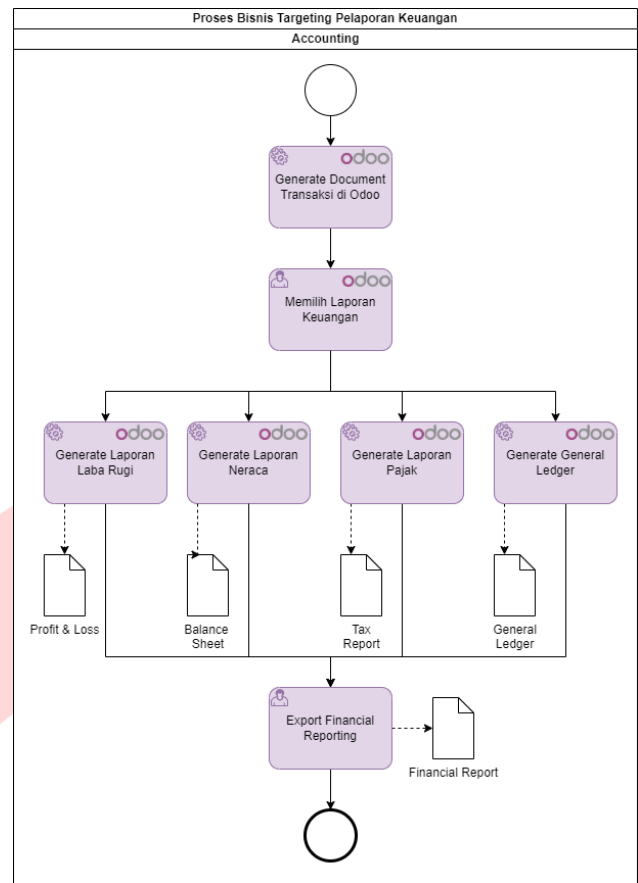 Proses Bisnis Targeting Pelaporan Keuangan
Accounting
odoo
Generate Document
Transaksi di Odoo
odoo
Memilih Laporan
Keuangan
odoo
Generate Laporan
Laba Rugi
odoo
Generate Laporan
Neraca
odoo
Generate Laporan
Pajak
odoo
Generate General
Ledger
Profit & Loss
Balance
Sheet
Tax
Report
General
Ledger
Export Financial
Reporting
Financial Report